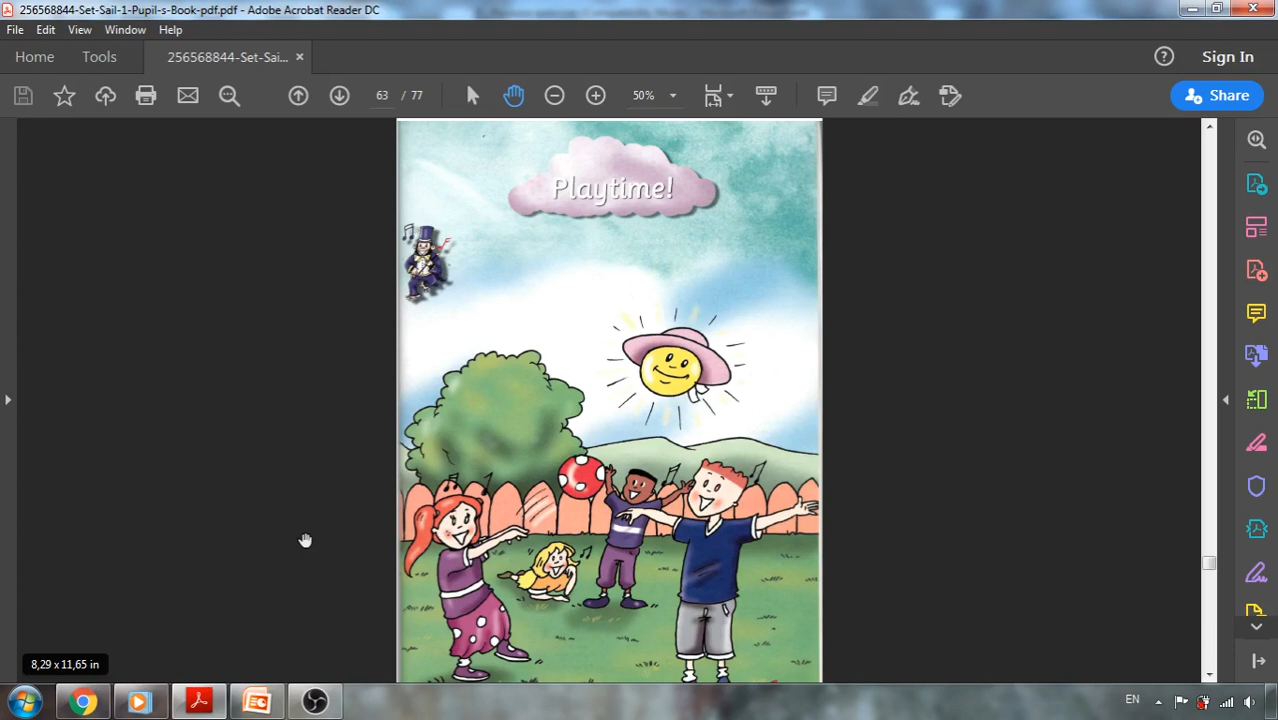 256568844-Set-Sail-1-Pupil-s-Book-pdf.pdf - Adobe Acrobat Reader DC
File Edit View Window Help
Home Tools 256568844-Set-Sai... × Sign In
63 / 77 50% Share
Playtime!
8,29 x 11,65 in
EN